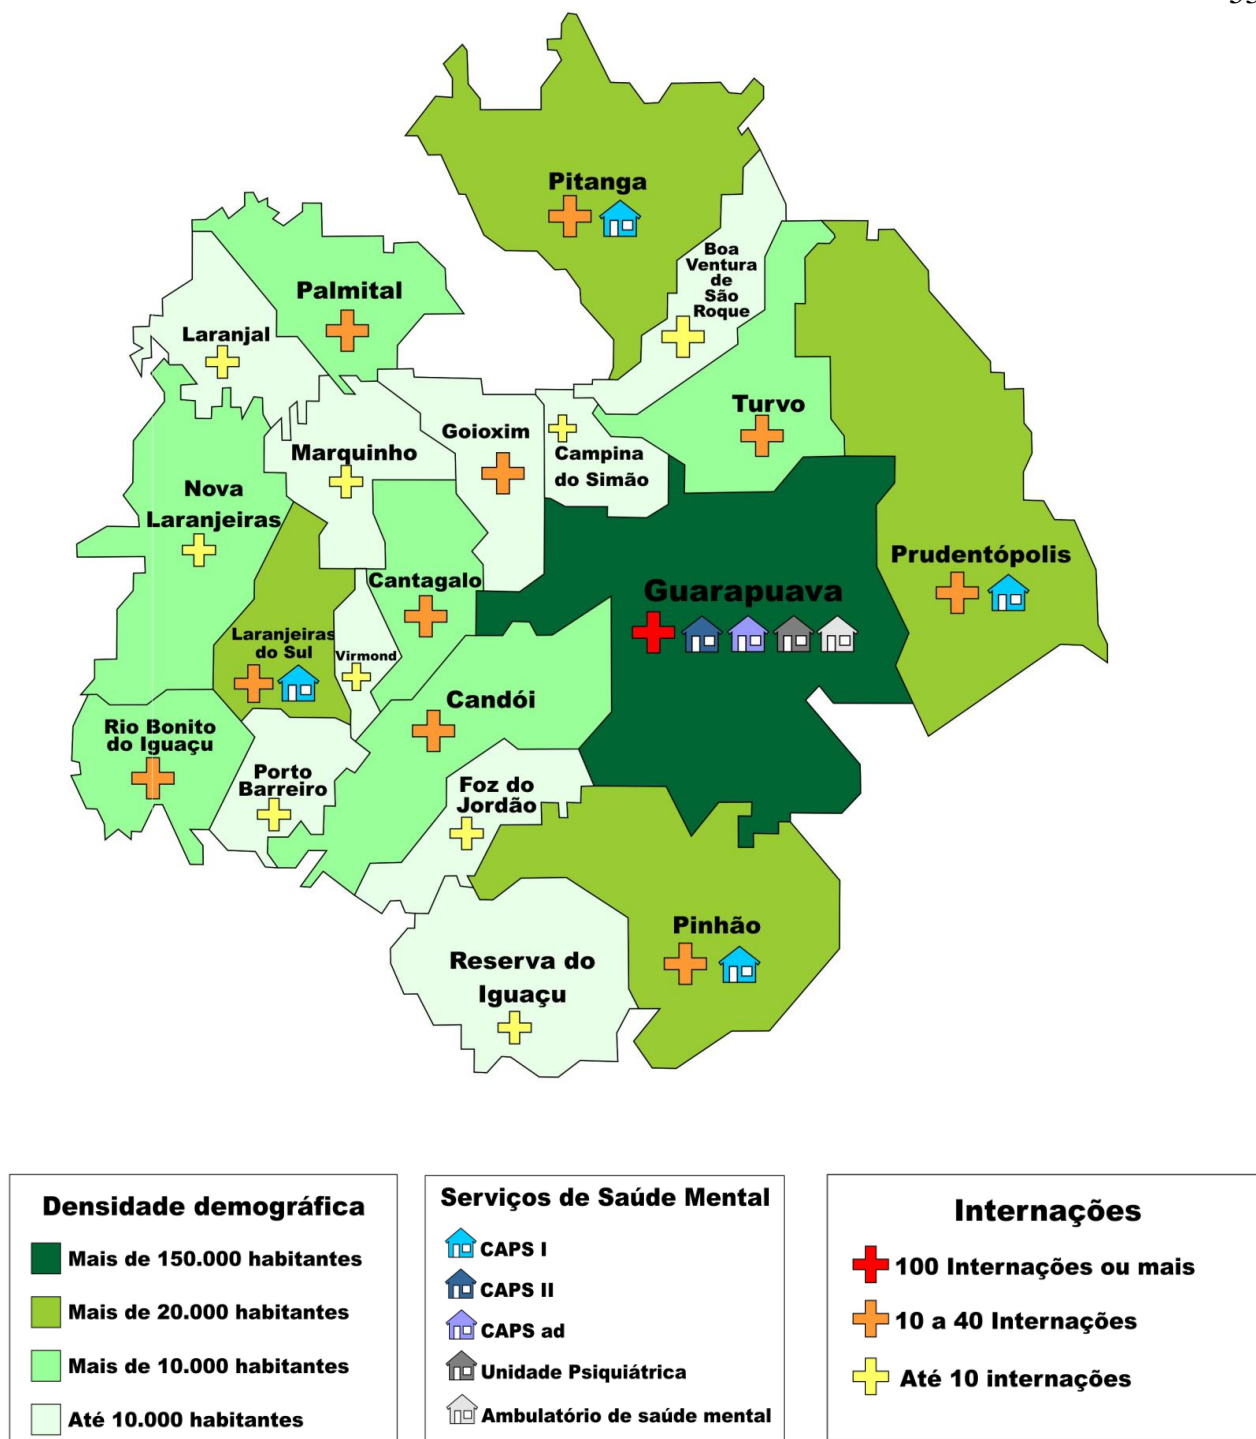 Pitanga
Boa
Ventura
de
São
Roque
Palmital
Laranjal
Turvo
Goioxim
Marquinho
Campina
do Simão
Nova
Laranjeiras
Prudentópolis
Cantagalo
Guarapuava
Laranjeiras
do Sul
Virmond
Candói
Rio Bonito
do Iguaçu
Porto
Barreiro
Foz do
Jordão
Pinhão
Reserva do
Iguaçu
Densidade demográfica
Mais de 150.000 habitantes
Mais de 20.000 habitantes
Mais de 10.000 habitantes
Até 10.000 habitantes
Serviços de Saúde Mental
CAPS I
CAPS II
CAPS ad
Unidade Psiquiátrica
Ambulatório de saúde mental
Internações
100 Internações ou mais
10 a 40 Internações
Até 10 internações